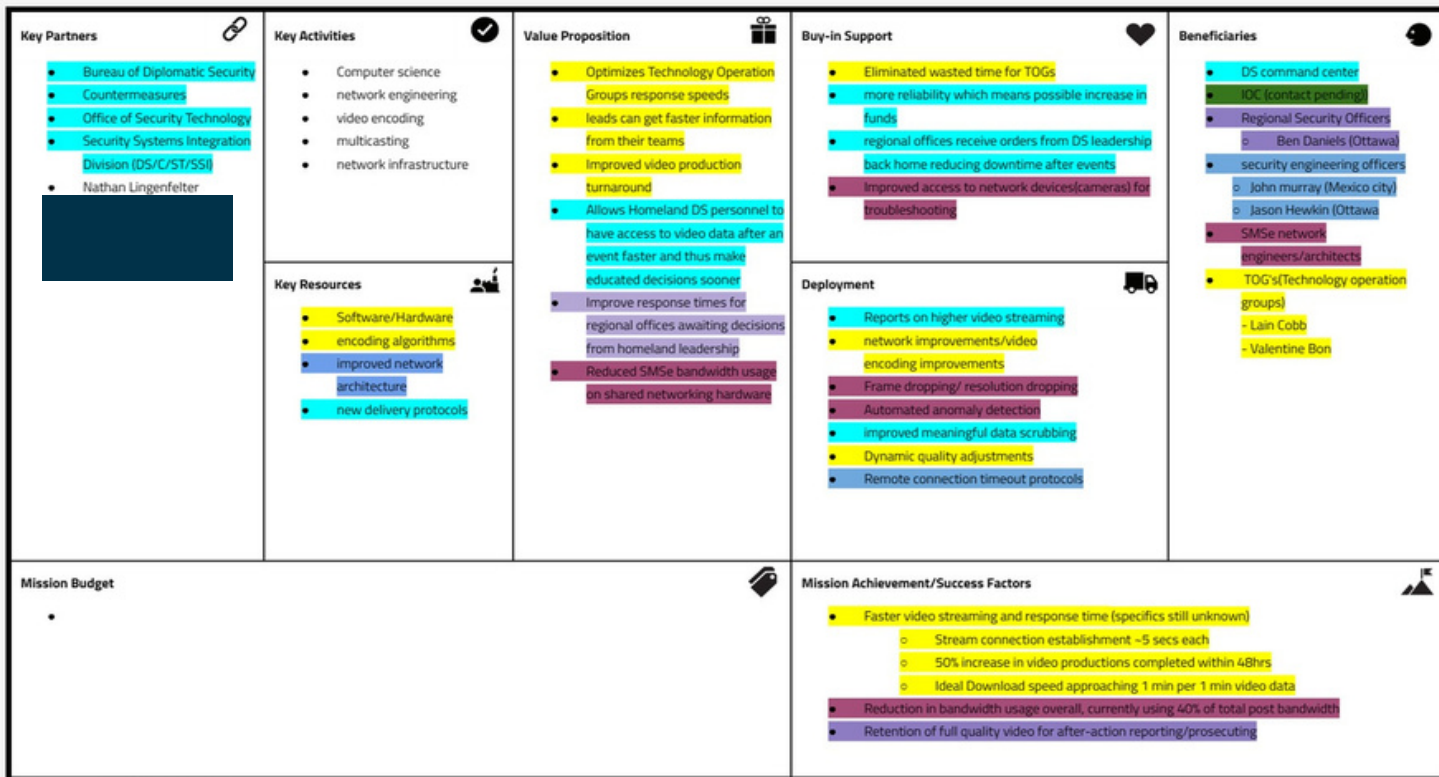 Key Partners
Bureau of Diplomatic Security
Countermeasures
Office of Security Technology
Security Systems Integration
Division (DS/C/ST/SSI)
Nathan Lingenfelter
Key Activities
Computer science
network engineering
video encoding
multicasting
network infrastructure
Key Resources
Software/Hardware
encoding algorithms
improved network
architecture
new delivery protocols
Value Proposition
Optimizes Technology Operation
Groups response speeds
leads can get faster information
from their teams
Improved video production
turnaround
Allows Homeland DS personnel to
have access to video data after an
event faster and thus make
educated decisions sooner
Improve response times for
regional offices awaiting decisions
from homeland leadership
Reduced SMSe bandwidth usage
on shared networking hardware
Buy-in Support
Eliminated wasted time for TOGs
more reliability which means possible increase in
funds
regional offices receive orders from DS leadership
back home reducing downtime after events
Improved access to network devices(cameras) for
troubleshooting
Deployment
Reports on higher video streaming
network improvements/video
encoding improvements
Frame dropping/ resolution dropping
Automated anomaly detection
improved meaningful data scrubbing
Dynamic quality adjustments
Remote connection timeout protocols
Beneficiaries
DS command center
IOC (contact pending))
Regional Security Officers
Ben Daniels (Ottawa)
security engineering officers
John murray (Mexico city)
Jason Hewkin (Ottawa
SMSe network
engineers/architects
TOG's(Technology operation
groups)
- Lain Cobb
- Valentine Bon
Mission Budget
Mission Achievement/Success Factors
Faster video streaming and response time (specifics still unknown)
Stream connection establishment ~5 secs each
50% increase in video productions completed within 48hrs
Ideal Download speed approaching 1 min per 1 min video data
Reduction in bandwidth usage overall, currently using 40% of total post bandwidth
Retention of full quality video for after-action reporting/prosecuting